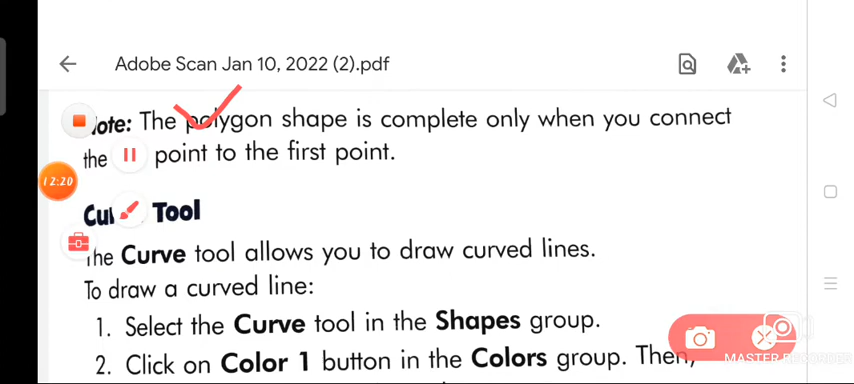 Adobe Scan Jan 10, 2022 (2).pdf
ote: The polygon shape is complete only when you connect
the point to the first point.
12:20
Cu Tool
The Curve tool allows you to draw curved lines.
To draw a curved line:
1. Select the Curve tool in the Shapes group.
2. Click on Color 1 button in the Colors group. Then,
MASTER RECORDER